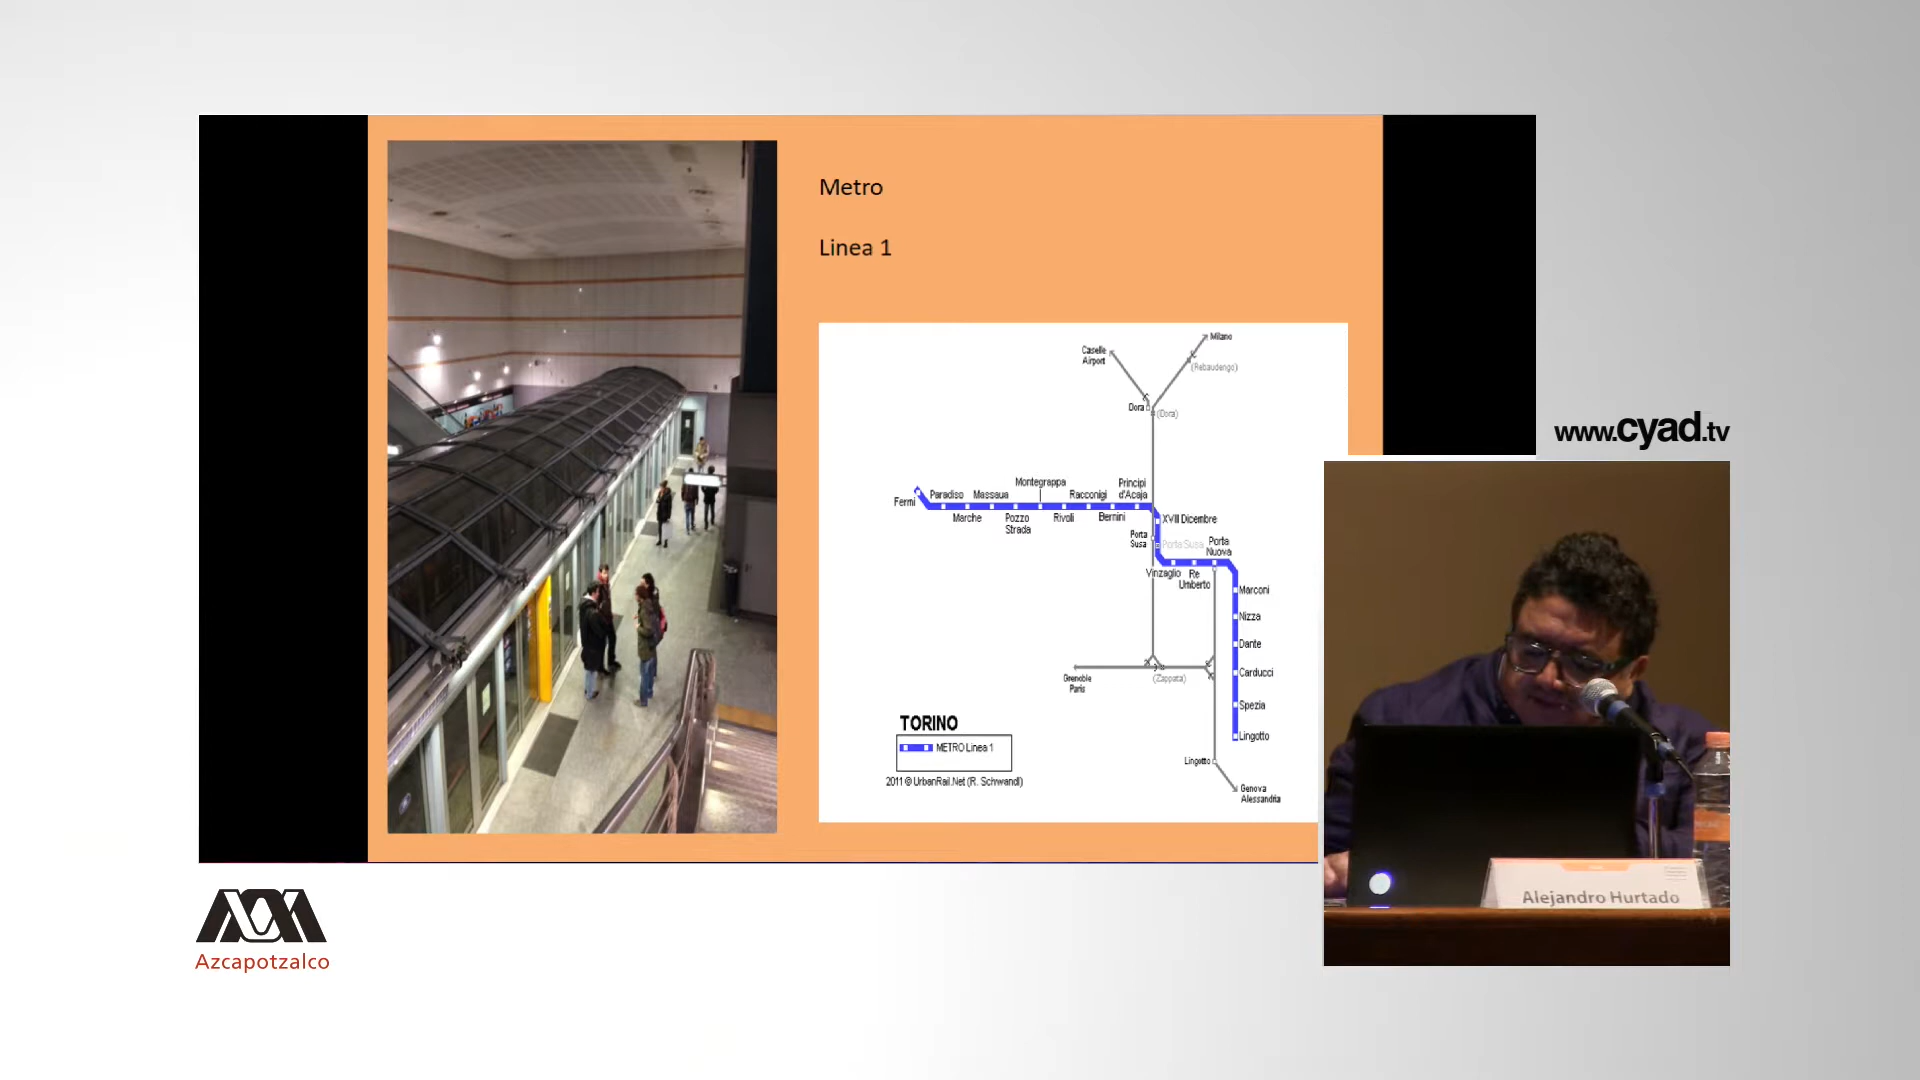 Metro
Linea 1
Milano
Caselle
Airport
(Rebaudengo)
Dora
(Dora)
Montegrappa
Principi
d'Acaja
Fermi
Paradiso
Massaua
Racconigi
Marche
Pozzo
Strada
Rivoli
Bernini
XVIII Dicembre
Porta
Susa
Porta Susa
Porta
Nuova
Vinzaglio
Re
Umberto
Marconi
Nizza
Dante
Carducci
Grenoble
Paris
(Zappata)
Spezia
Lingotto
TORINO
METRO Linea 1
2011 @ UrbanRail.Net (R. Schwandl)
Lingotto
Genova
Alessandria
www.cyad.tv
Alejandro Hurtado
Azcapotzalco